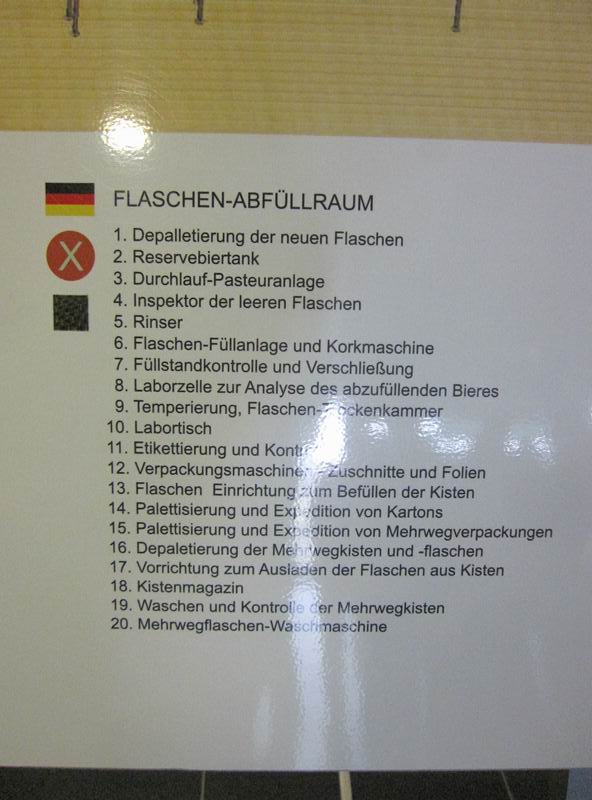 FLASCHEN-ABFÜLLRAUM
X
1. Depalletierung der neuen Flaschen
2. Reservebiertank
3. Durchlauf-Pasteuranlage
4. Inspektor der leeren Flaschen
5. Rinser
6. Flaschen-Füllanlage und Korkmaschine
7. Füllstandkontrolle und Verschließung
8. Laborzelle zur Analyse des abzufüllenden Bieres
9. Temperierung, Flaschen-Trockenkammer
10. Labortisch
11. Etikettierung und
12. Verpackungsmaschinen - Zuschnitte und Folien
13. Flaschen Einrichtung zum Befüllen der Kisten
14. Palettisierung und Expedition von Kartons
15. Palettisierung und Expedition von Mehrwegverpackungen
16. Depaletierung der Mehrwegkisten und -flaschen
17. Vorrichtung zum Ausladen der Flaschen aus Kisten
18. Kistenmagazin
19. Waschen und Kontrolle der Mehrwegkisten
20. Mehrwegflaschen-Waschmaschine